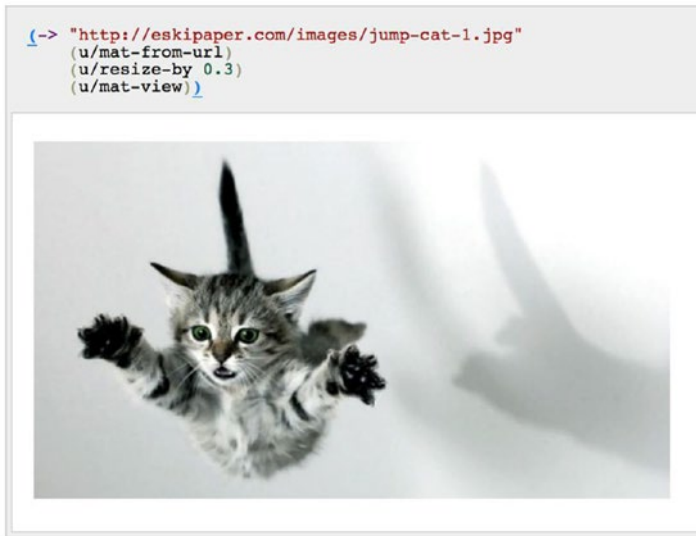 (-> "http://eskipaper.com/images/jump-cat-1.jpg"
(u/mat-from-url)
(u/resize-by 0.3)
(u/mat-view))